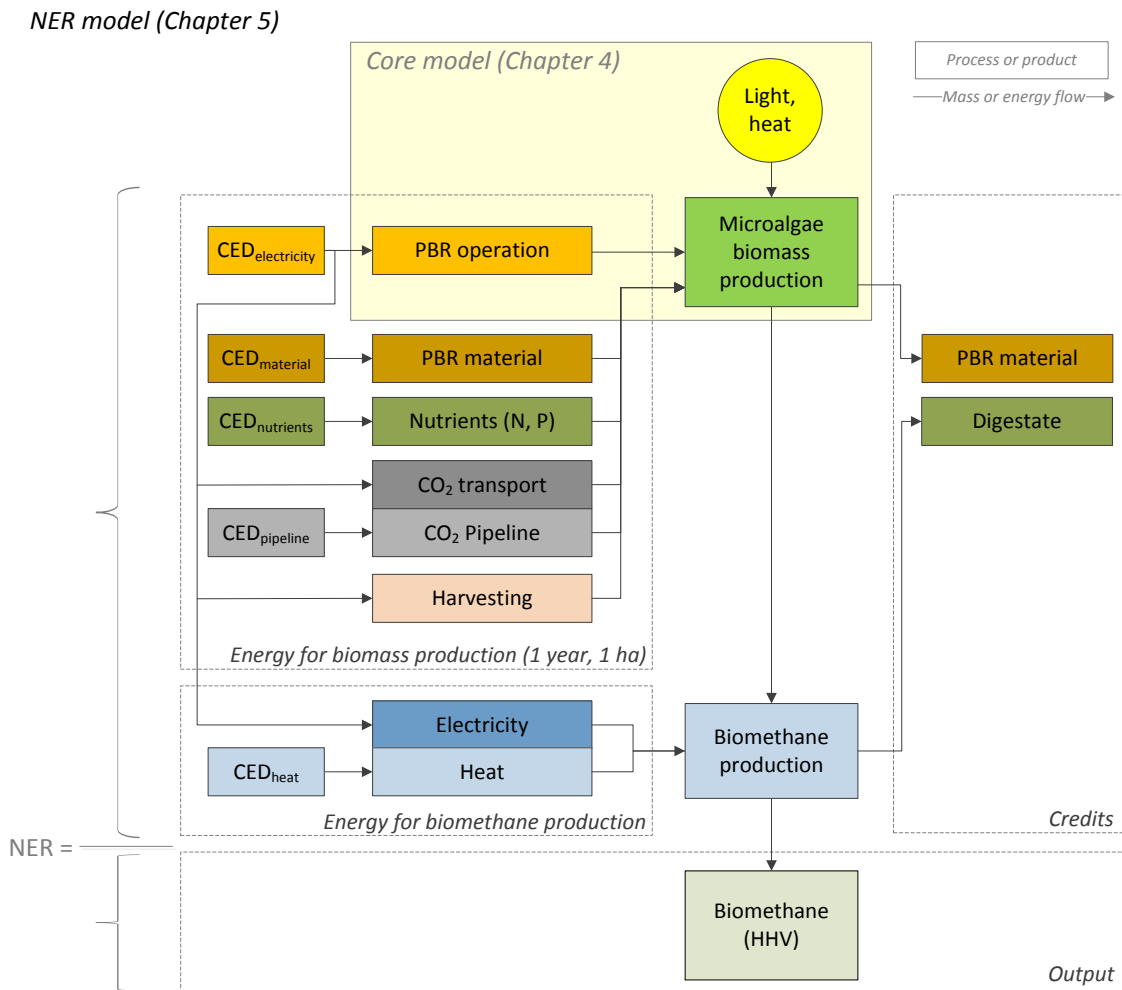 NER model (Chapter 5)
Core model (Chapter 4)
Process or product
Mass or energy flow
Light,
heat
CEDelectricity
PBR operation
Microalgae
biomass
production
CEDmaterial
PBR material
PBR material
CEDnutrients
Nutrients (N, P)
Digestate
CO₂ transport
CEDpipeline
CO₂ Pipeline
Harvesting
Energy for biomass production (1 year, 1 ha)
Electricity
Biomethane
production
CEDheat
Heat
Energy for biomethane production
Credits
NER =
Biomethane
(HHV)
Output